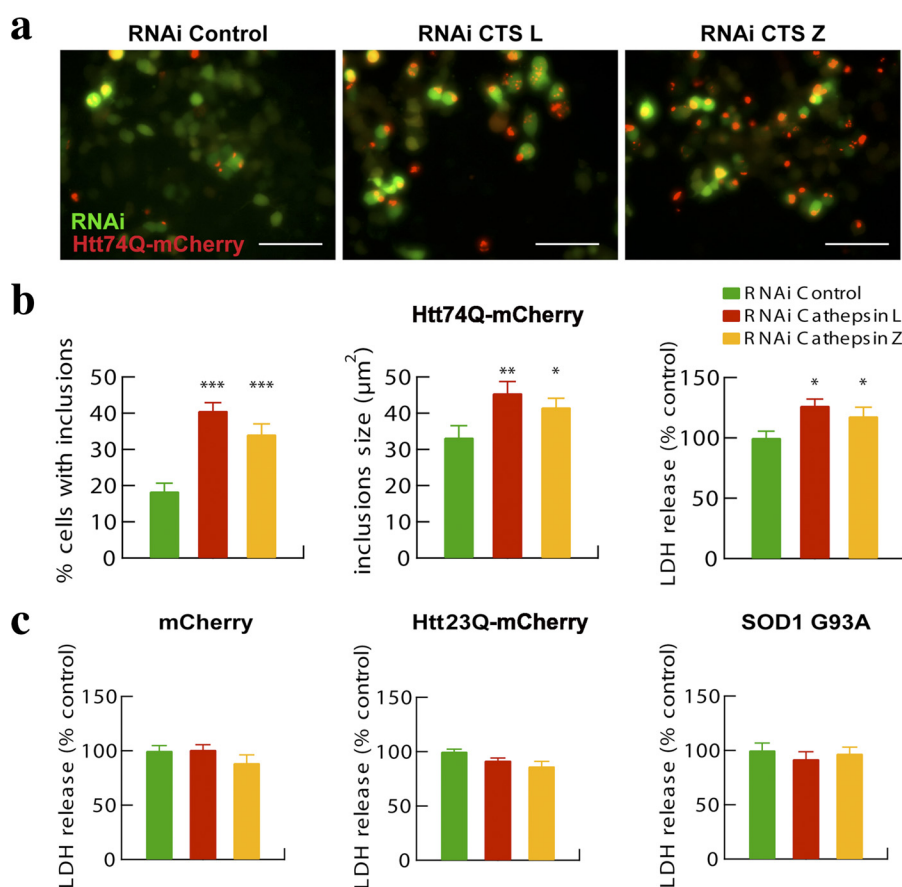 a
RNAi Control
RNAi CTS L
RNAi CTS Z
RNAi
Htt74Q-mCherry
b
Htt74Q-mCherry
RNAi Control
RNAi Cathepsin L
RNAi Cathepsin Z
% cells with inclusions
50
40
30
20
10
0
***
***
inclusions size (µm²)
50
40
30
20
10
0
**
*
LDH release (% control)
150
100
50
0
*
*
c
mCherry
LDH release (% control)
150
100
50
0
Htt23Q-mCherry
LDH release (% control)
150
100
50
0
SOD1 G93A
LDH release (% control)
150
100
50
0